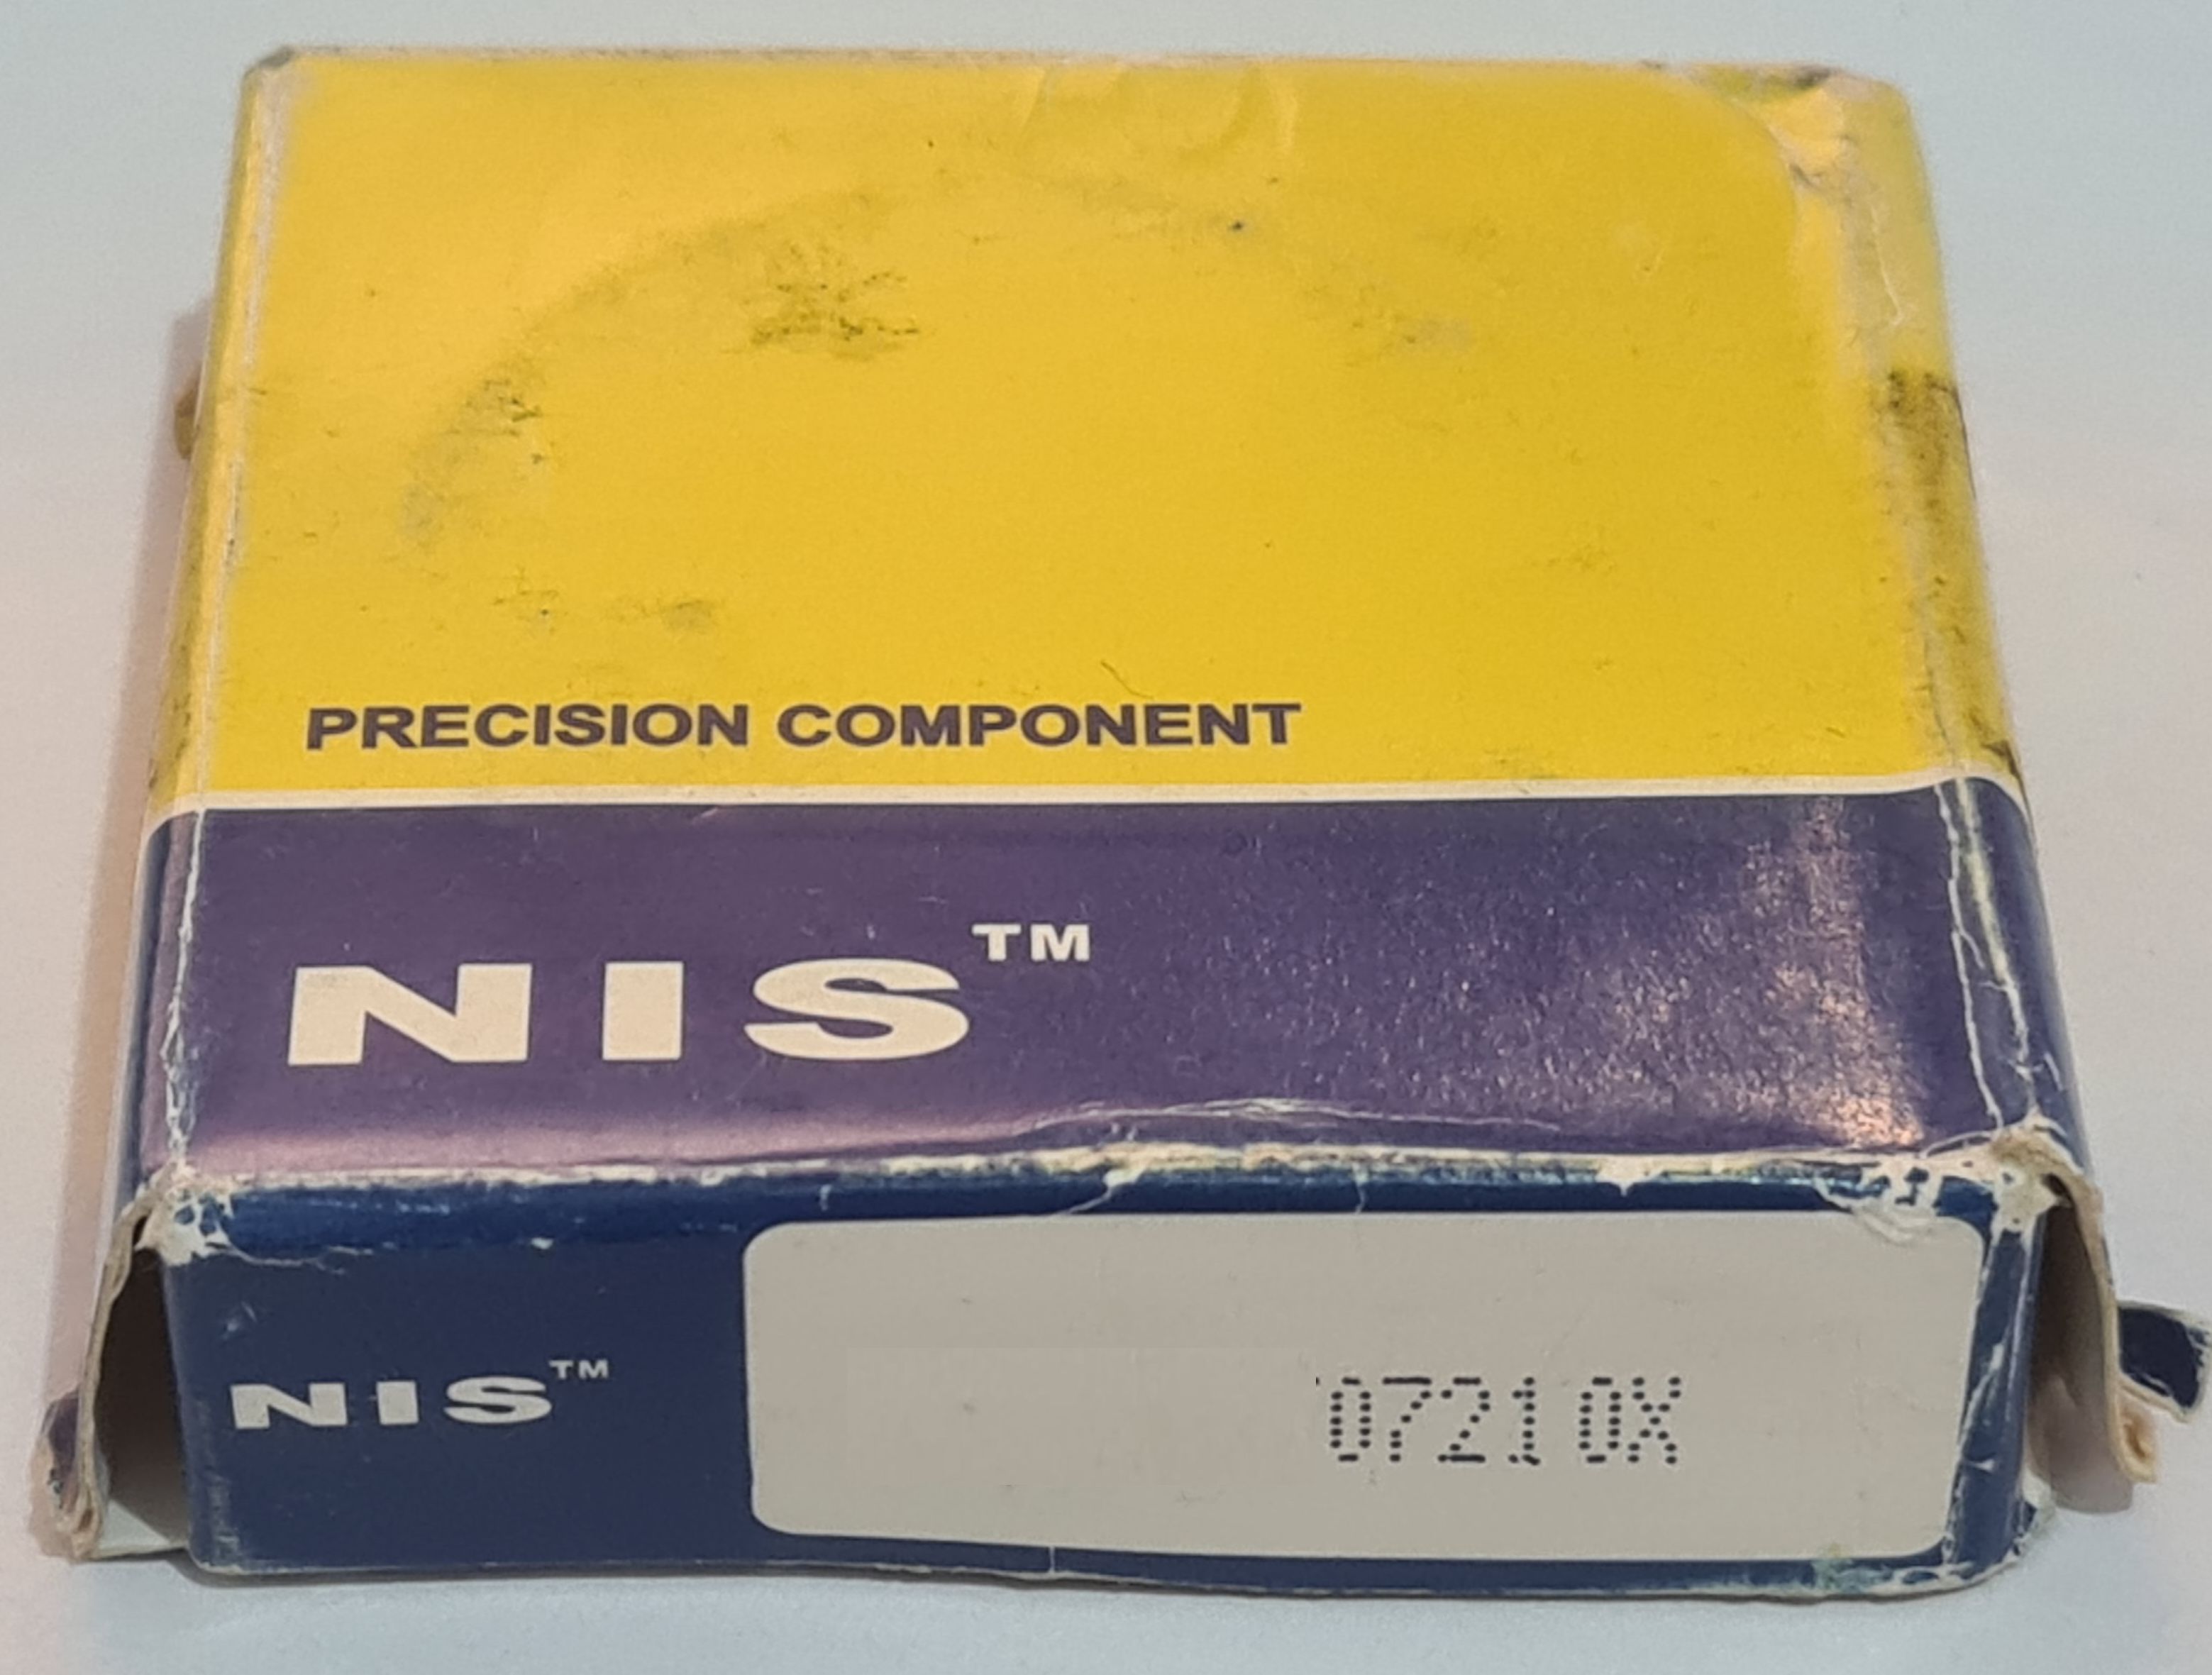 PRECISION COMPONENT
NIS™
NIS™
07210X